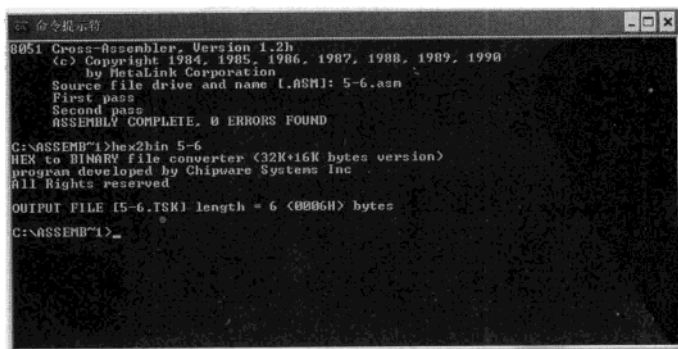 命令提示符
8051 Cross-Assembler, Version 1.2h
(c) Copyright 1984, 1985, 1986, 1987, 1988, 1989, 1990
by MetaLink Corporation
Source file drive and name [.ASM]: 5-6.asm
First pass
Second pass
ASSEMBLY COMPLETE, 0 ERRORS FOUND
C:\ASSEMB~1>hex2bin 5-6
HEX to BINARY file converter (32K+16K bytes version)
program developed by Chipware Systems Inc
All Rights reserved
OUTPUT FILE [5-6.TSK] length = 6 (0006H) bytes
C:\ASSEMB~1>_